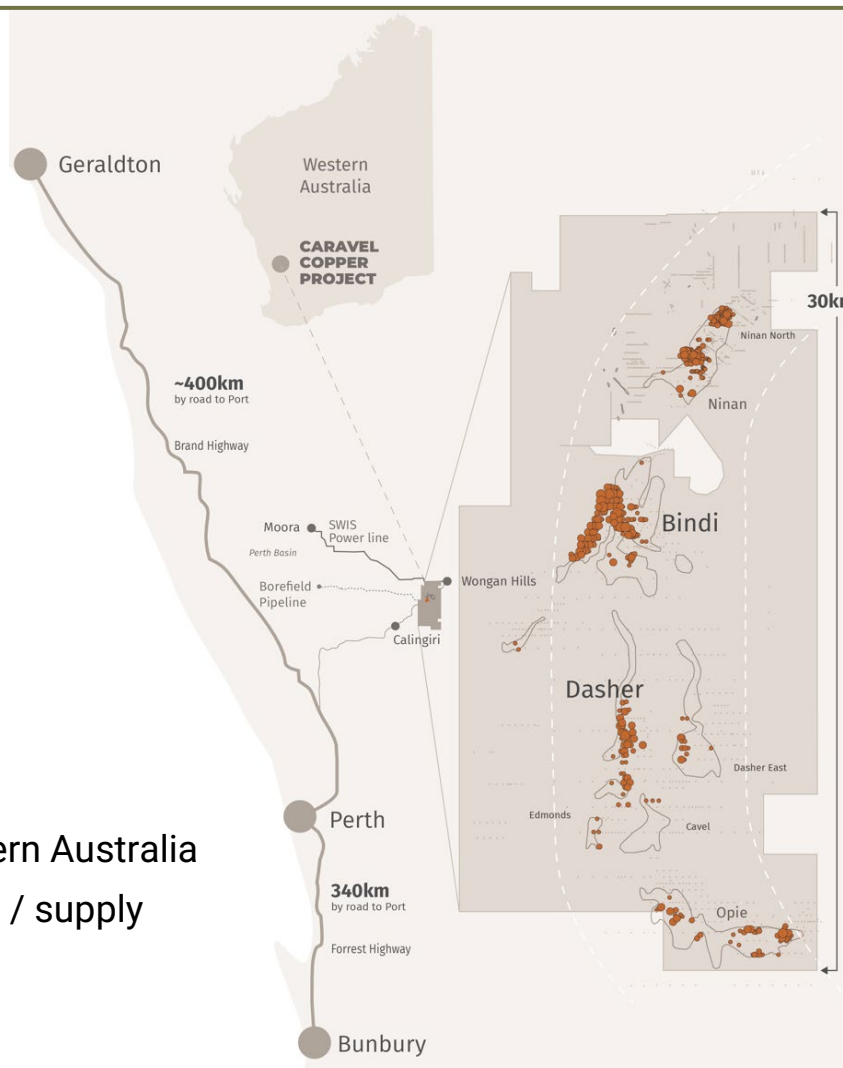 Geraldton
Western
Australia
CARAVEL
COPPER
PROJECT
~400km
by road to Port
Brand Highway
Moora
SWIS
Power line
Perth Basin
Borefield
Pipeline
Wongan Hills
Calingiri
Perth
340km
by road to Port
Forrest Highway
Bunbury
Ninan North
Ninan
Bindi
Dasher
Dasher East
Edmonds
Cavel
Opie
Australia
/ supply